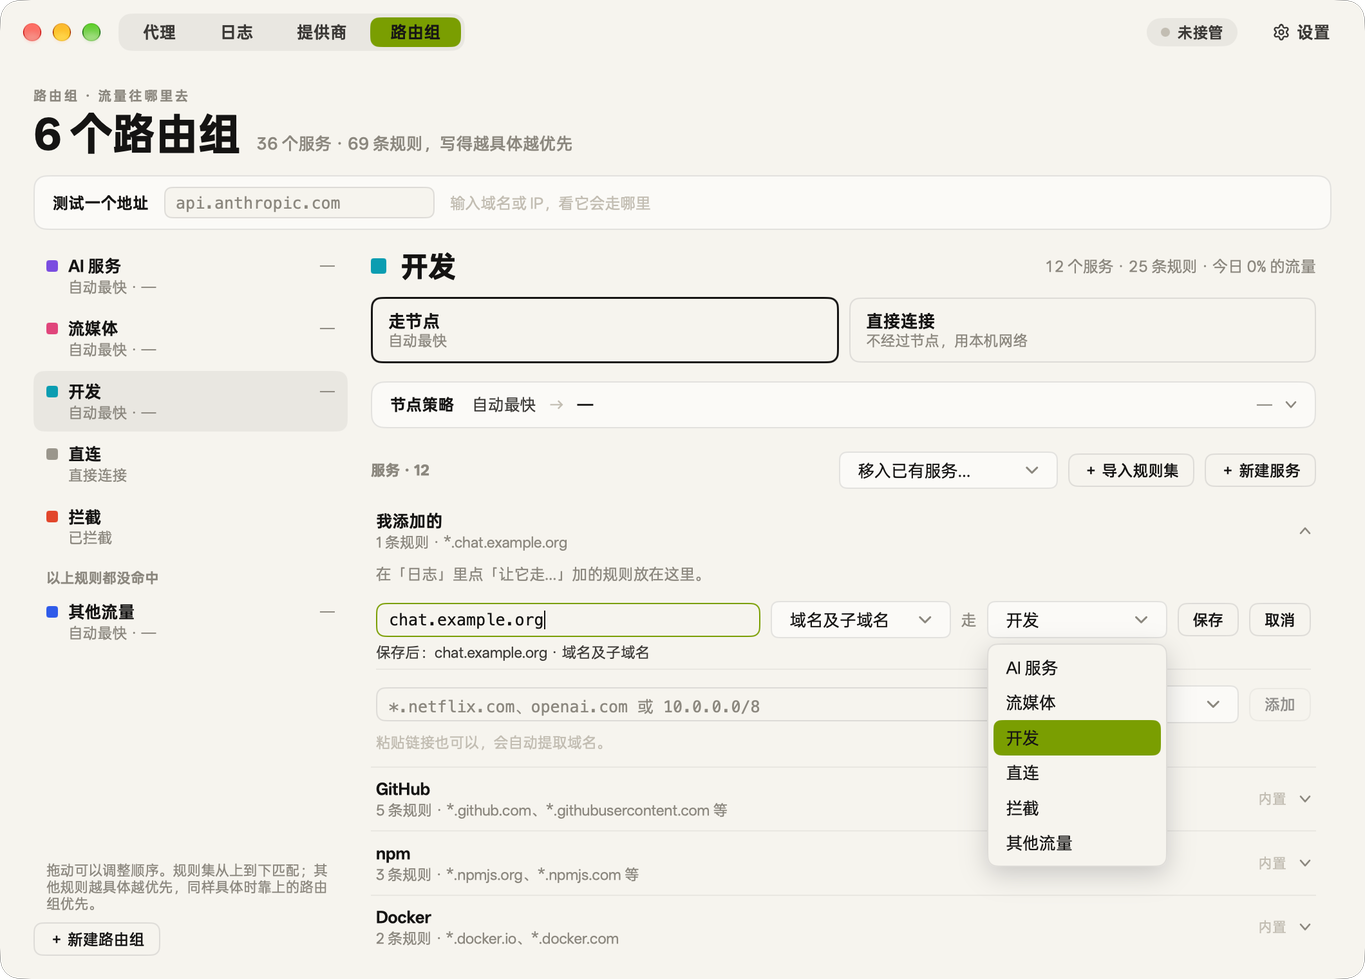 代理
日志
提供商
路由组
未接管
设置
路由组 · 流量往哪里去
6 个路由组
36 个服务 · 69 条规则，写得越具体越优先
测试一个地址
api.anthropic.com
输入域名或 IP，看它会走哪里
AI 服务
—
自动最快 · —
流媒体
—
自动最快 · —
开发
—
自动最快 · —
直连
直接连接
拦截
已拦截
以上规则都没命中
其他流量
—
自动最快 · —
拖动可以调整顺序。规则集从上到下匹配；其
他规则越具体越优先，同样具体时靠上的路由
组优先。
+ 新建路由组
开发
12 个服务 · 25 条规则 · 今日 0% 的流量
走节点
自动最快
直接连接
不经过节点，用本机网络
节点策略
自动最快 → —
—
服务 · 12
移入已有服务...
+ 导入规则集
+ 新建服务
我添加的
1 条规则 · *.chat.example.org
在「日志」里点「让它走...」加的规则放在这里。
chat.example.org
域名及子域名
走
开发
保存
取消
保存后：chat.example.org · 域名及子域名
AI 服务
流媒体
开发
直连
拦截
其他流量
*.netflix.com、openai.com 或 10.0.0.0/8
添加
粘贴链接也可以，会自动提取域名。
GitHub
5 条规则 · *.github.com、*.githubusercontent.com 等
内置
npm
3 条规则 · *.npmjs.org、*.npmjs.com 等
内置
Docker
2 条规则 · *.docker.io、*.docker.com
内置